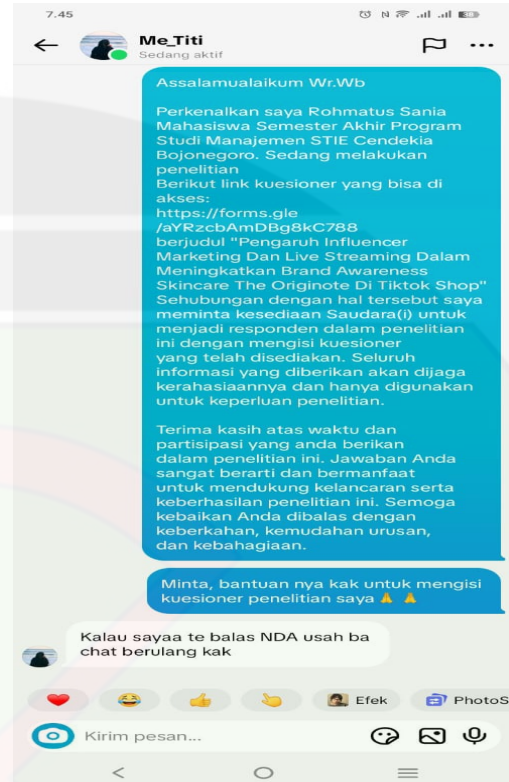 7.45
Me_Titi
Sedang aktif
Assalamualaikum Wr.Wb
Perkenalkan saya Rohmatus Sania
Mahasiswa Semester Akhir Program
Studi Manajemen STIE Cendekia
Bojonegoro. Sedang melakukan
penelitian
Berikut link kuesioner yang bisa di
akses:
https://forms.gle
/aYRzcbAmDBg8kC788
berjudul "Pengaruh Influencer
Marketing Dan Live Streaming Dalam
Meningkatkan Brand Awareness
Skincare The Originote Di Tiktok Shop"
Sehubungan dengan hal tersebut saya
meminta kesediaan Saudara(i) untuk
menjadi responden dalam penelitian
ini dengan mengisi kuesioner
yang telah disediakan. Seluruh
informasi yang diberikan akan dijaga
kerahasiaannya dan hanya digunakan
untuk keperluan penelitian.
Terima kasih atas waktu dan
partisipasi yang anda berikan
dalam penelitian ini. Jawaban Anda
sangat berarti dan bermanfaat
untuk mendukung kelancaran serta
keberhasilan penelitian ini. Semoga
kebaikan Anda dibalas dengan
keberkahan, kemudahan urusan,
dan kebahagiaan.
Minta, bantuan nya kak untuk mengisi
kuesioner penelitian saya 🙏 🙏
Kalau sayaa te balas NDA usah ba
chat berulang kak
Efek
PhotoS
Kirim pesan...